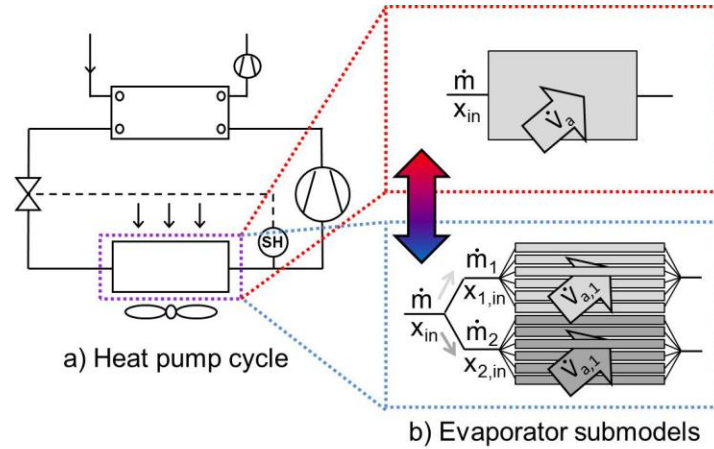 SH
a) Heat pump cycle
ṁ
x_in
V̇_a
ṁ_1
x_1,in
V̇_a,1
ṁ
x_in
ṁ_2
x_2,in
V̇_a,1
b) Evaporator submodels